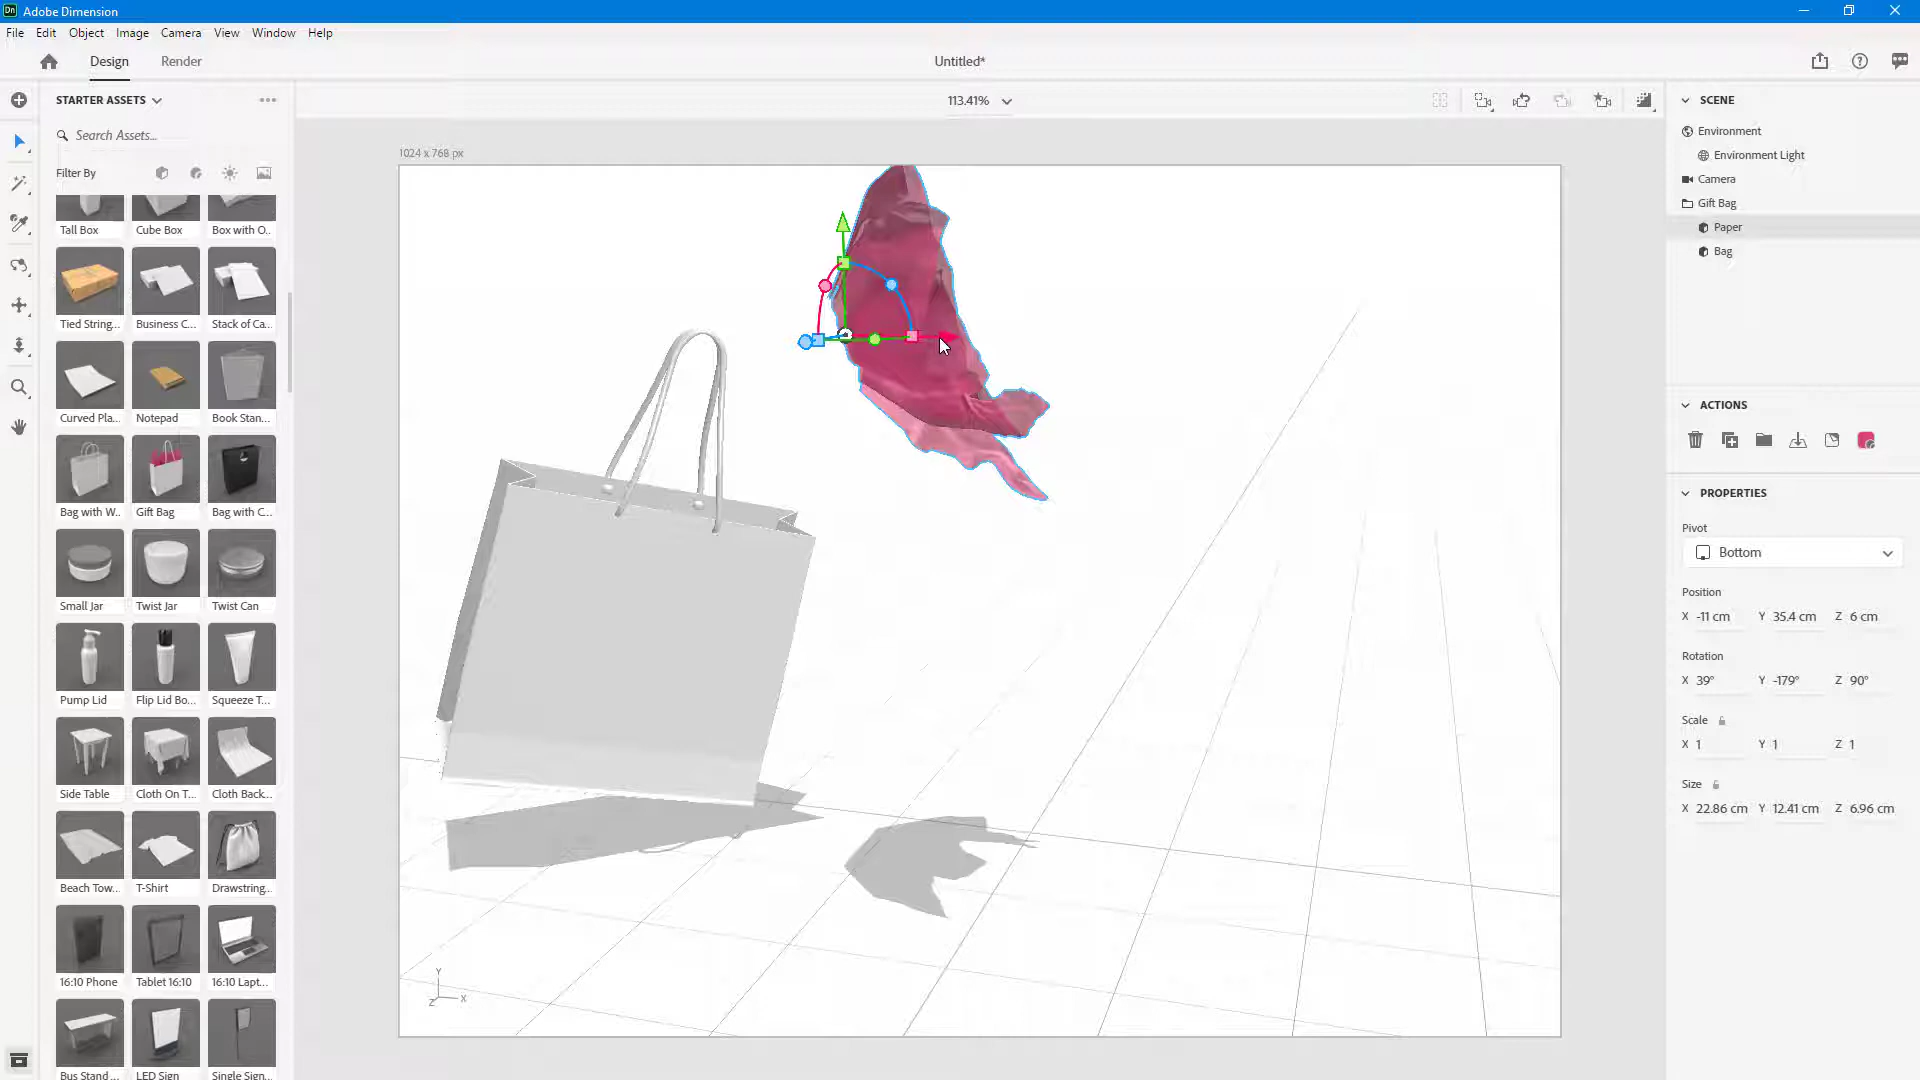 Dn Adobe Dimension
File Edit Object Image Camera View Window Help
Design Render
Untitled*
STARTER ASSETS
113.41%
Search Assets...
Filter By
1024 x 768 px
Tall Box Cube Box Box with O..
Tied String... Business C... Stack of Ca...
Curved Pla... Notepad Book Stan...
Bag with W.. Gift Bag Bag with C...
Small Jar Twist Jar Twist Can
Pump Lid Flip Lid Bo... Squeeze T...
Side Table Cloth On T... Cloth Back...
Beach Tow... T-Shirt Drawstring...
16:10 Phone Tablet 16:10 16:10 Lapt...
Bus Stand ... LED Sign Single Sign...
Y
Z X
SCENE
Environment
Environment Light
Camera
Gift Bag
Paper
Bag
ACTIONS
PROPERTIES
Pivot
Bottom
Position
X -11 cm Y 35.4 cm Z 6 cm
Rotation
X 39° Y -179° Z 90°
Scale
X 1 Y 1 Z 1
Size
X 22.86 cm Y 12.41 cm Z 6.96 cm